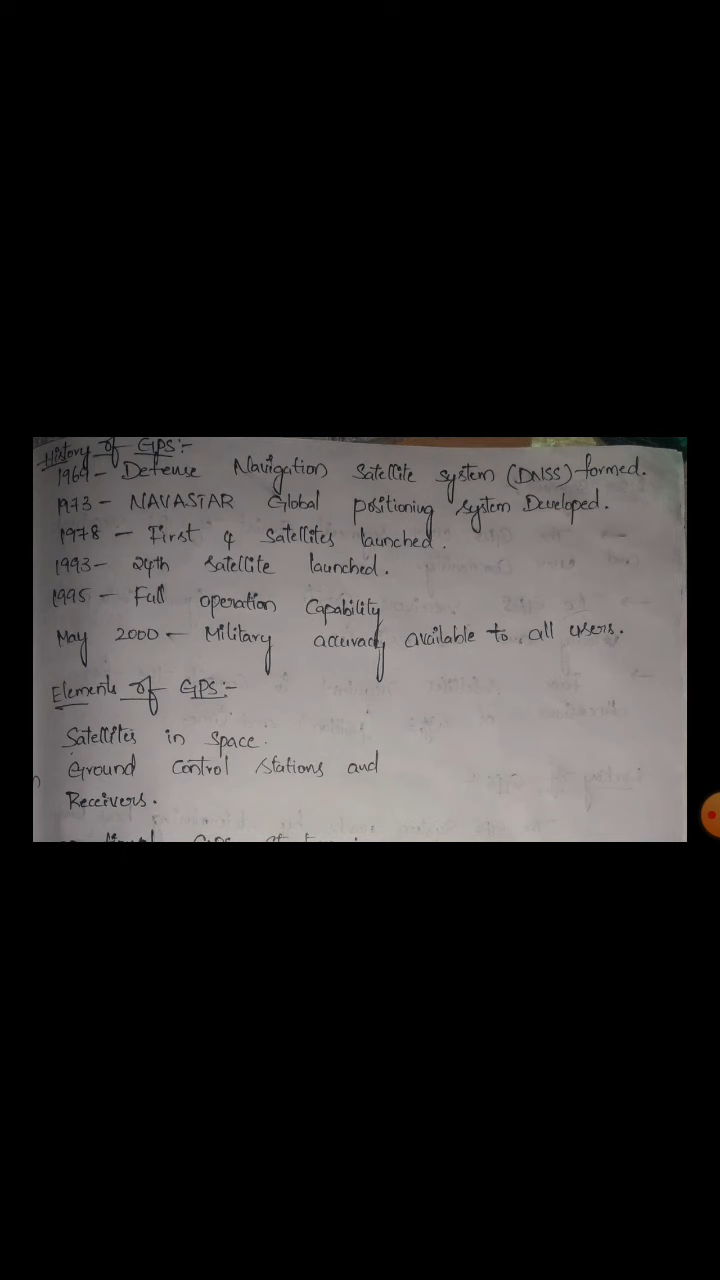 History of GPS:-
1969 - Defense Navigation Satellite system (DNSS) formed.
1973 - NAVASTAR Global positioning system Developed.
1978 - First 4 Satellites launched.
1993 - 24th Satellite launched.
1995 - Full operation Capability
May 2000 - Military accuracy available to all users.
Elements of GPS:-
Satellites in Space.
Ground Control Stations and
Receivers.